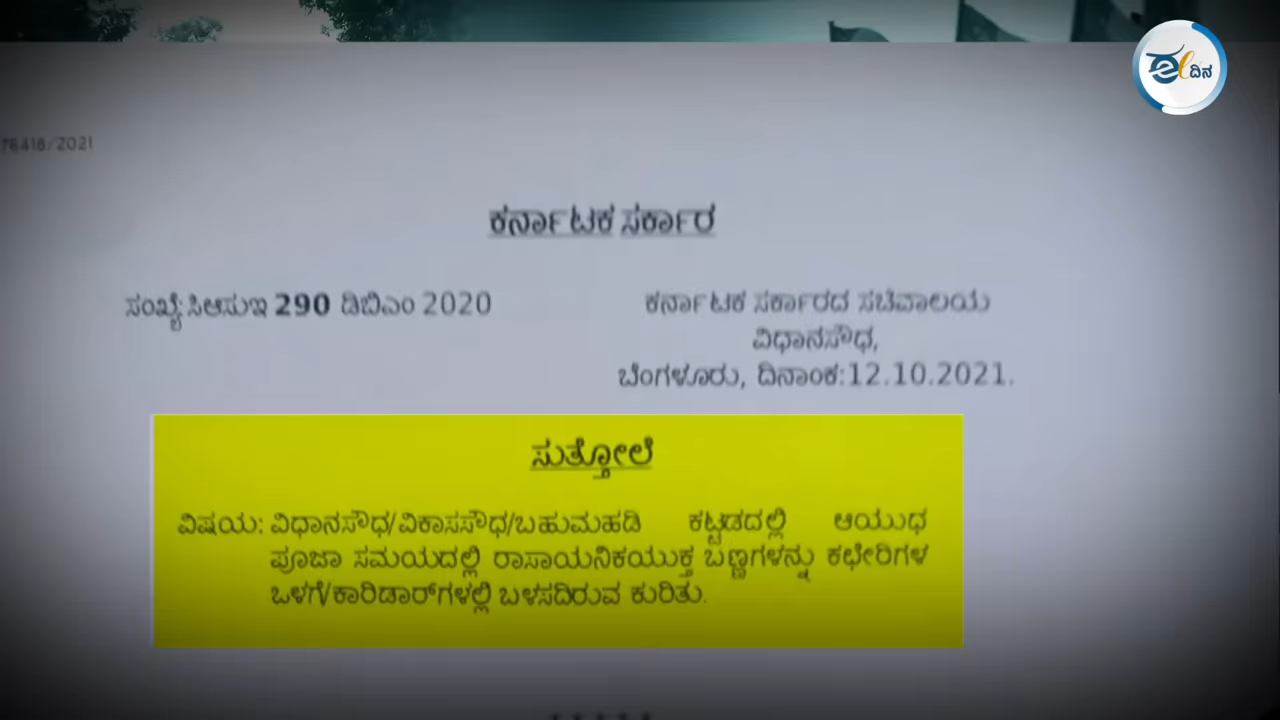 ಈ ದಿನ
76418/2021
ಕರ್ನಾಟಕ ಸರ್ಕಾರ
ಸಂಖ್ಯೆ:ಸಿಆಸುಇ 290 ಡಿಬಿಎಂ 2020
ಕರ್ನಾಟಕ ಸರ್ಕಾರದ ಸಚಿವಾಲಯ
ವಿಧಾನಸೌಧ,
ಬೆಂಗಳೂರು, ದಿನಾಂಕ:12.10.2021.
ಸುತ್ತೋಲೆ
ವಿಷಯ: ವಿಧಾನಸೌಧ/ವಿಕಾಸಸೌಧ/ಬಹುಮಹಡಿ ಕಟ್ಟಡದಲ್ಲಿ ಆಯುಧ
ಪೂಜಾ ಸಮಯದಲ್ಲಿ ರಾಸಾಯನಿಕಯುಕ್ತ ಬಣ್ಣಗಳನ್ನು ಕಛೇರಿಗಳ
ಒಳಗೆ/ಕಾರಿಡಾರ್‌ಗಳಲ್ಲಿ ಬಳಸದಿರುವ ಕುರಿತು.